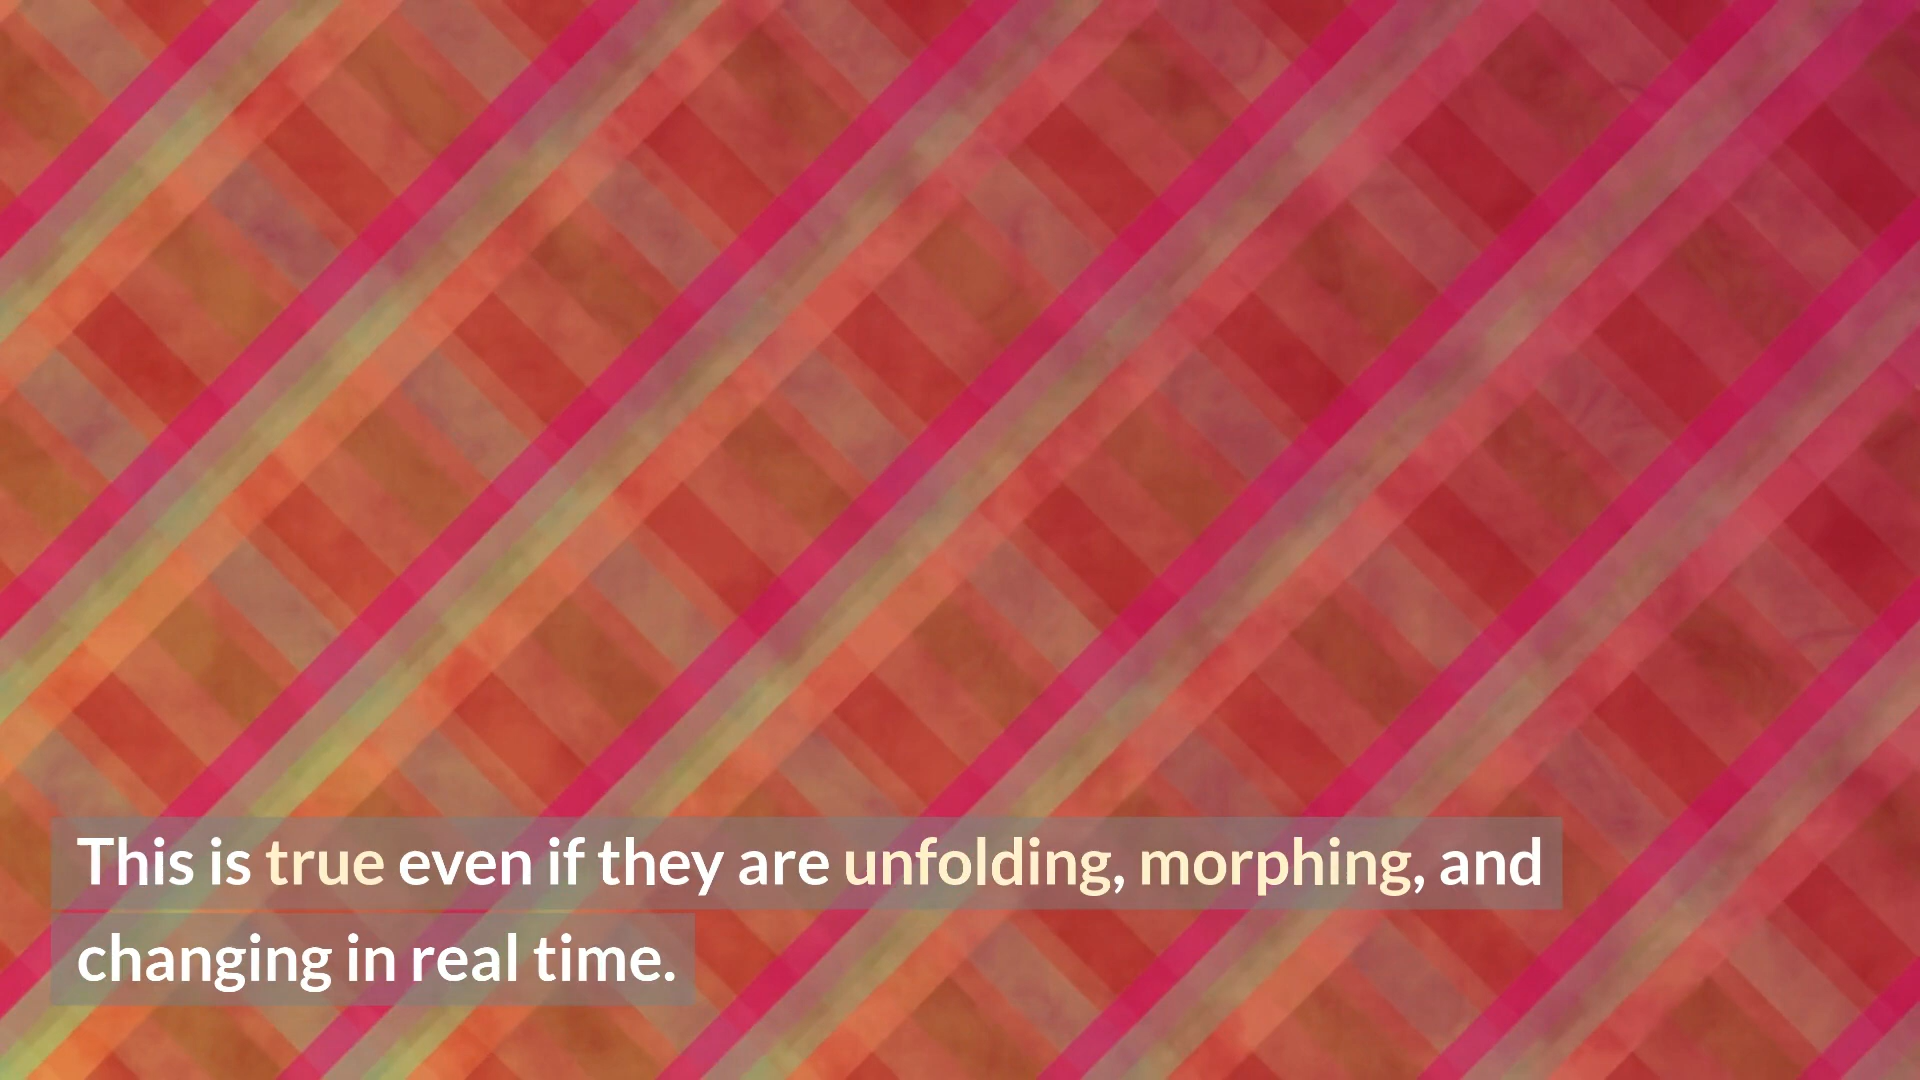 This is true even if they are unfolding, morphing, and
changing in real time.